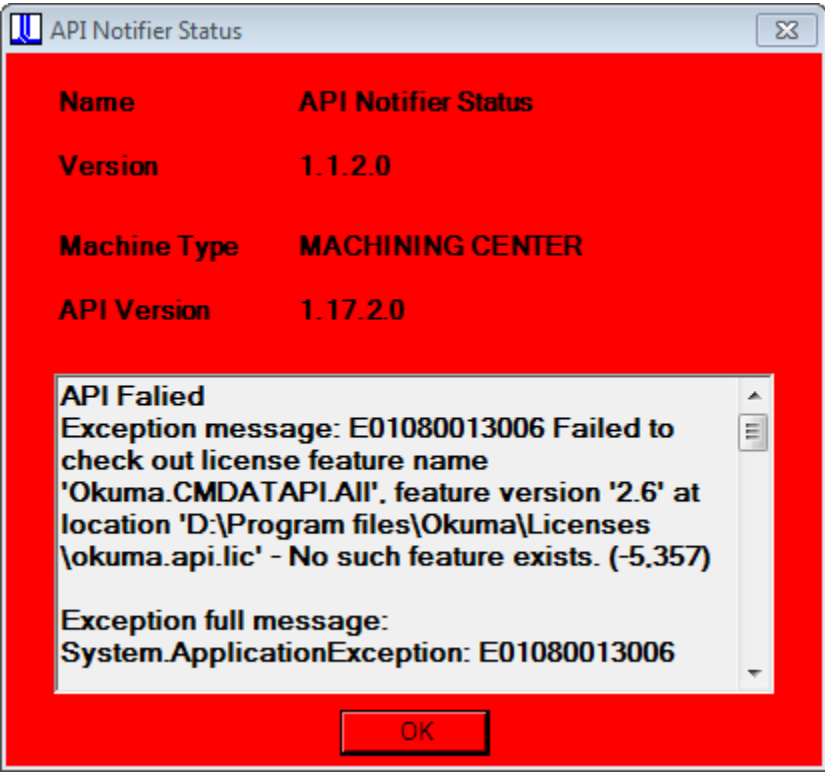 API Notifier Status
Name API Notifier Status
Version 1.1.2.0
Machine Type MACHINING CENTER
API Version 1.17.2.0
API Falied
Exception message: E01080013006 Failed to
check out license feature name
'Okuma.CMDATAPI.All', feature version '2.6' at
location 'D:\Program files\Okuma\Licenses
\okuma.api.lic' - No such feature exists. (-5,357)
Exception full message:
System.ApplicationException: E01080013006
OK